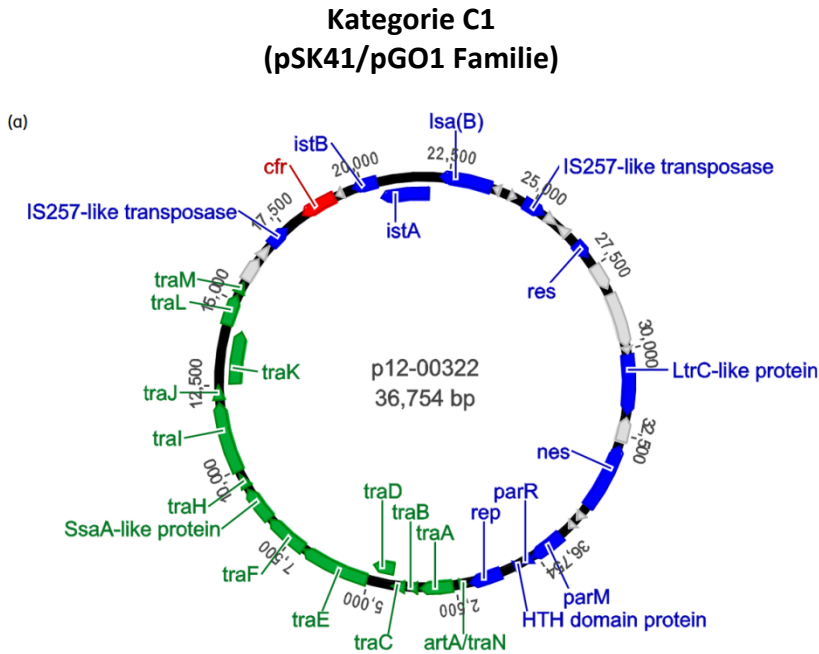 Kategorie C1
(pSK41/pGO1 Familie)
(a)
lsa(B)
istB
20,000
22,500
cfr
IS257-like transposase
25,000
17,500
IS257-like transposase
istA
27,500
res
traM
15,000
traL
30,000
p12-00322
36,754 bp
LtrC-like protein
traK
12,500
traJ
traI
32,500
nes
10,000
traH
SsaA-like protein
traD
traB
traA
rep
parR
traF
7,500
36,754
5,000
2,500
parM
traE
HTH domain protein
traC
artA/traN